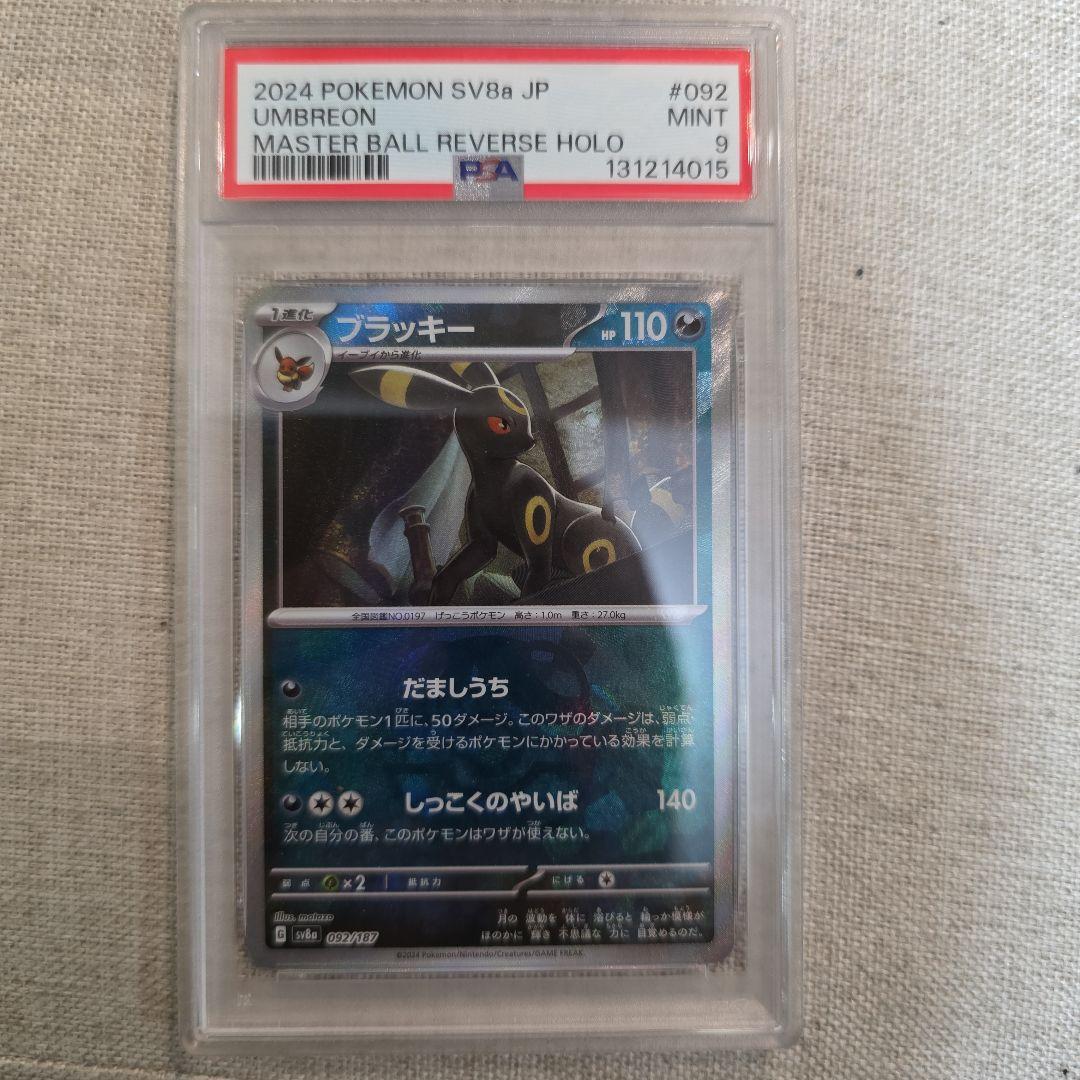 2024 POKEMON SV8a JP #092
UMBREON MINT
MASTER BALL REVERSE HOLO 9
PSA 131214015
1進化
ブラッキー HP 110
イーブイから進化
全国図鑑NO.0197 げっこうポケモン 高さ:1.0m 重さ:27.0kg
だましうち
相手のポケモン1匹に、50ダメージ。このワザのダメージは、弱点・
抵抗力と、ダメージを受けるポケモンにかかっている効果を計算
しない。
しっこくのやいば 140
次の自分の番、このポケモンはワザが使えない。
弱点 ×2 抵抗力 にげる
Illus. matazo
G sv8a 092/187
月の波動を体に浴びると輪っか模様が
ほのかに輝き不思議な力に目覚めるのだ。
©2024 Pokémon/Nintendo/Creatures/GAME FREAK.